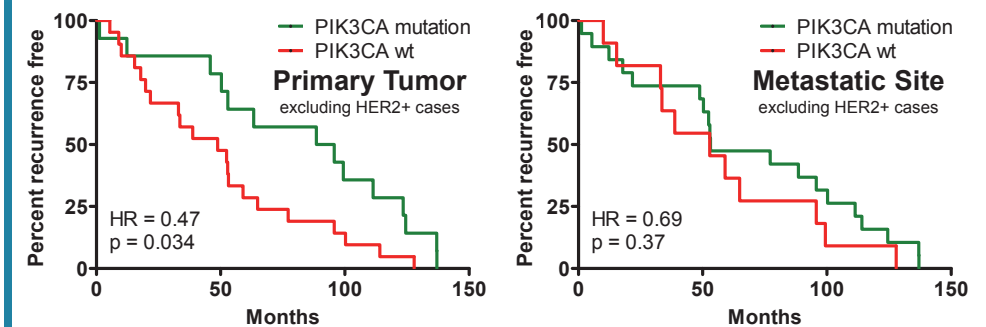 Percent recurrence free
100
75
50
25
0
PIK3CA mutation
PIK3CA wt
Primary Tumor
excluding HER2+ cases
HR = 0.47
p = 0.034
0 50 100 150
Months
Percent recurrence free
100
75
50
25
0
PIK3CA mutation
PIK3CA wt
Metastatic Site
excluding HER2+ cases
HR = 0.69
p = 0.37
0 50 100 150
Months